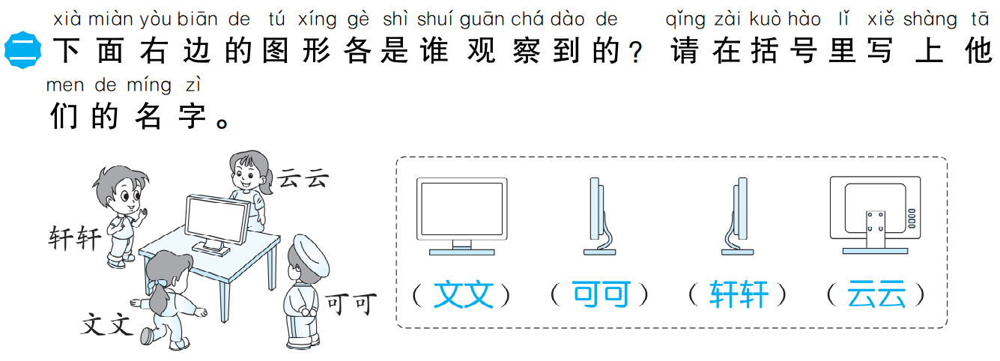 xià miàn yòu biān de tú xíng gè shì shuí guān chá dào de qǐng zài kuò hào lǐ xiě shàng tā
二 下面右边的图形各是谁观察到的？请在括号里写上他
men de míng zì
们的名字。
云云
轩轩
可可
文文
（文文）（可可）（轩轩）（云云）